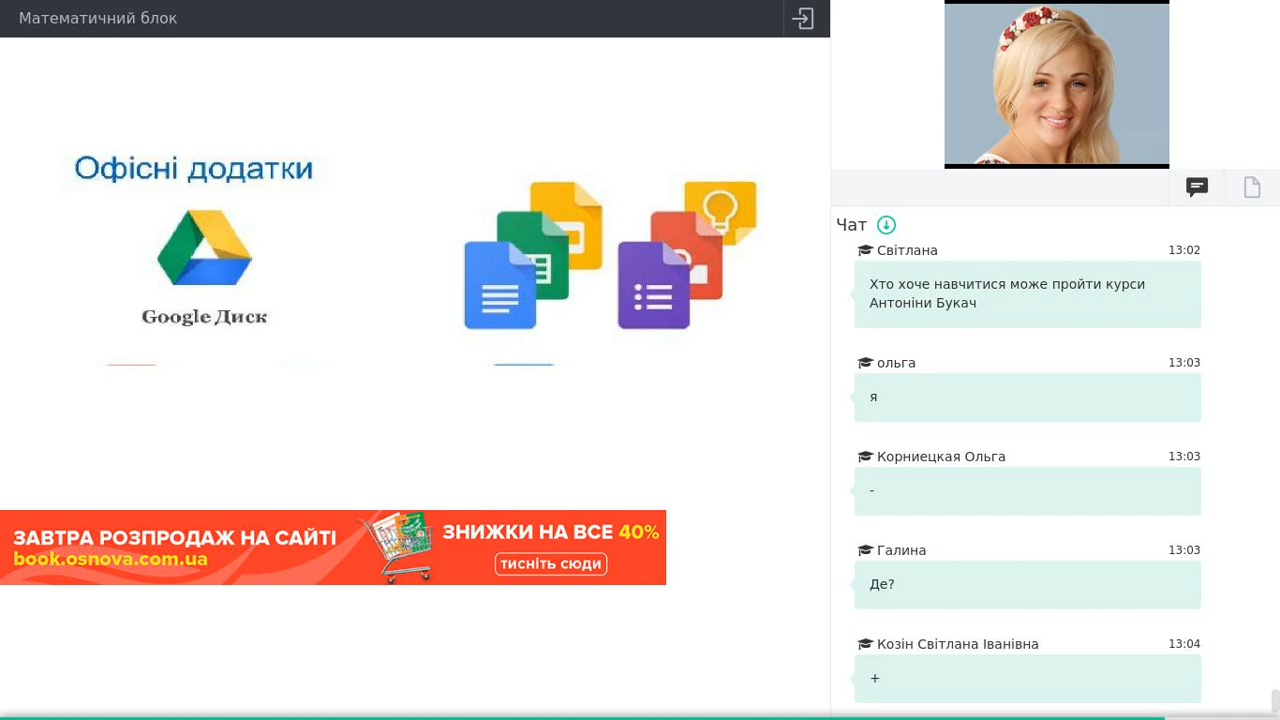 Математичний блок
Офісні додатки
Google Диск
ЗАВТРА РОЗПРОДАЖ НА САЙТІ
book.osnova.com.ua
ЗНИЖКИ НА ВСЕ 40%
тисніть сюди
Чат
Світлана 13:02
Хто хоче навчитися може пройти курси
Антоніни Букач
ольга 13:03
я
Корниецкая Ольга 13:03
-
Галина 13:03
Де?
Козін Світлана Іванівна 13:04
+